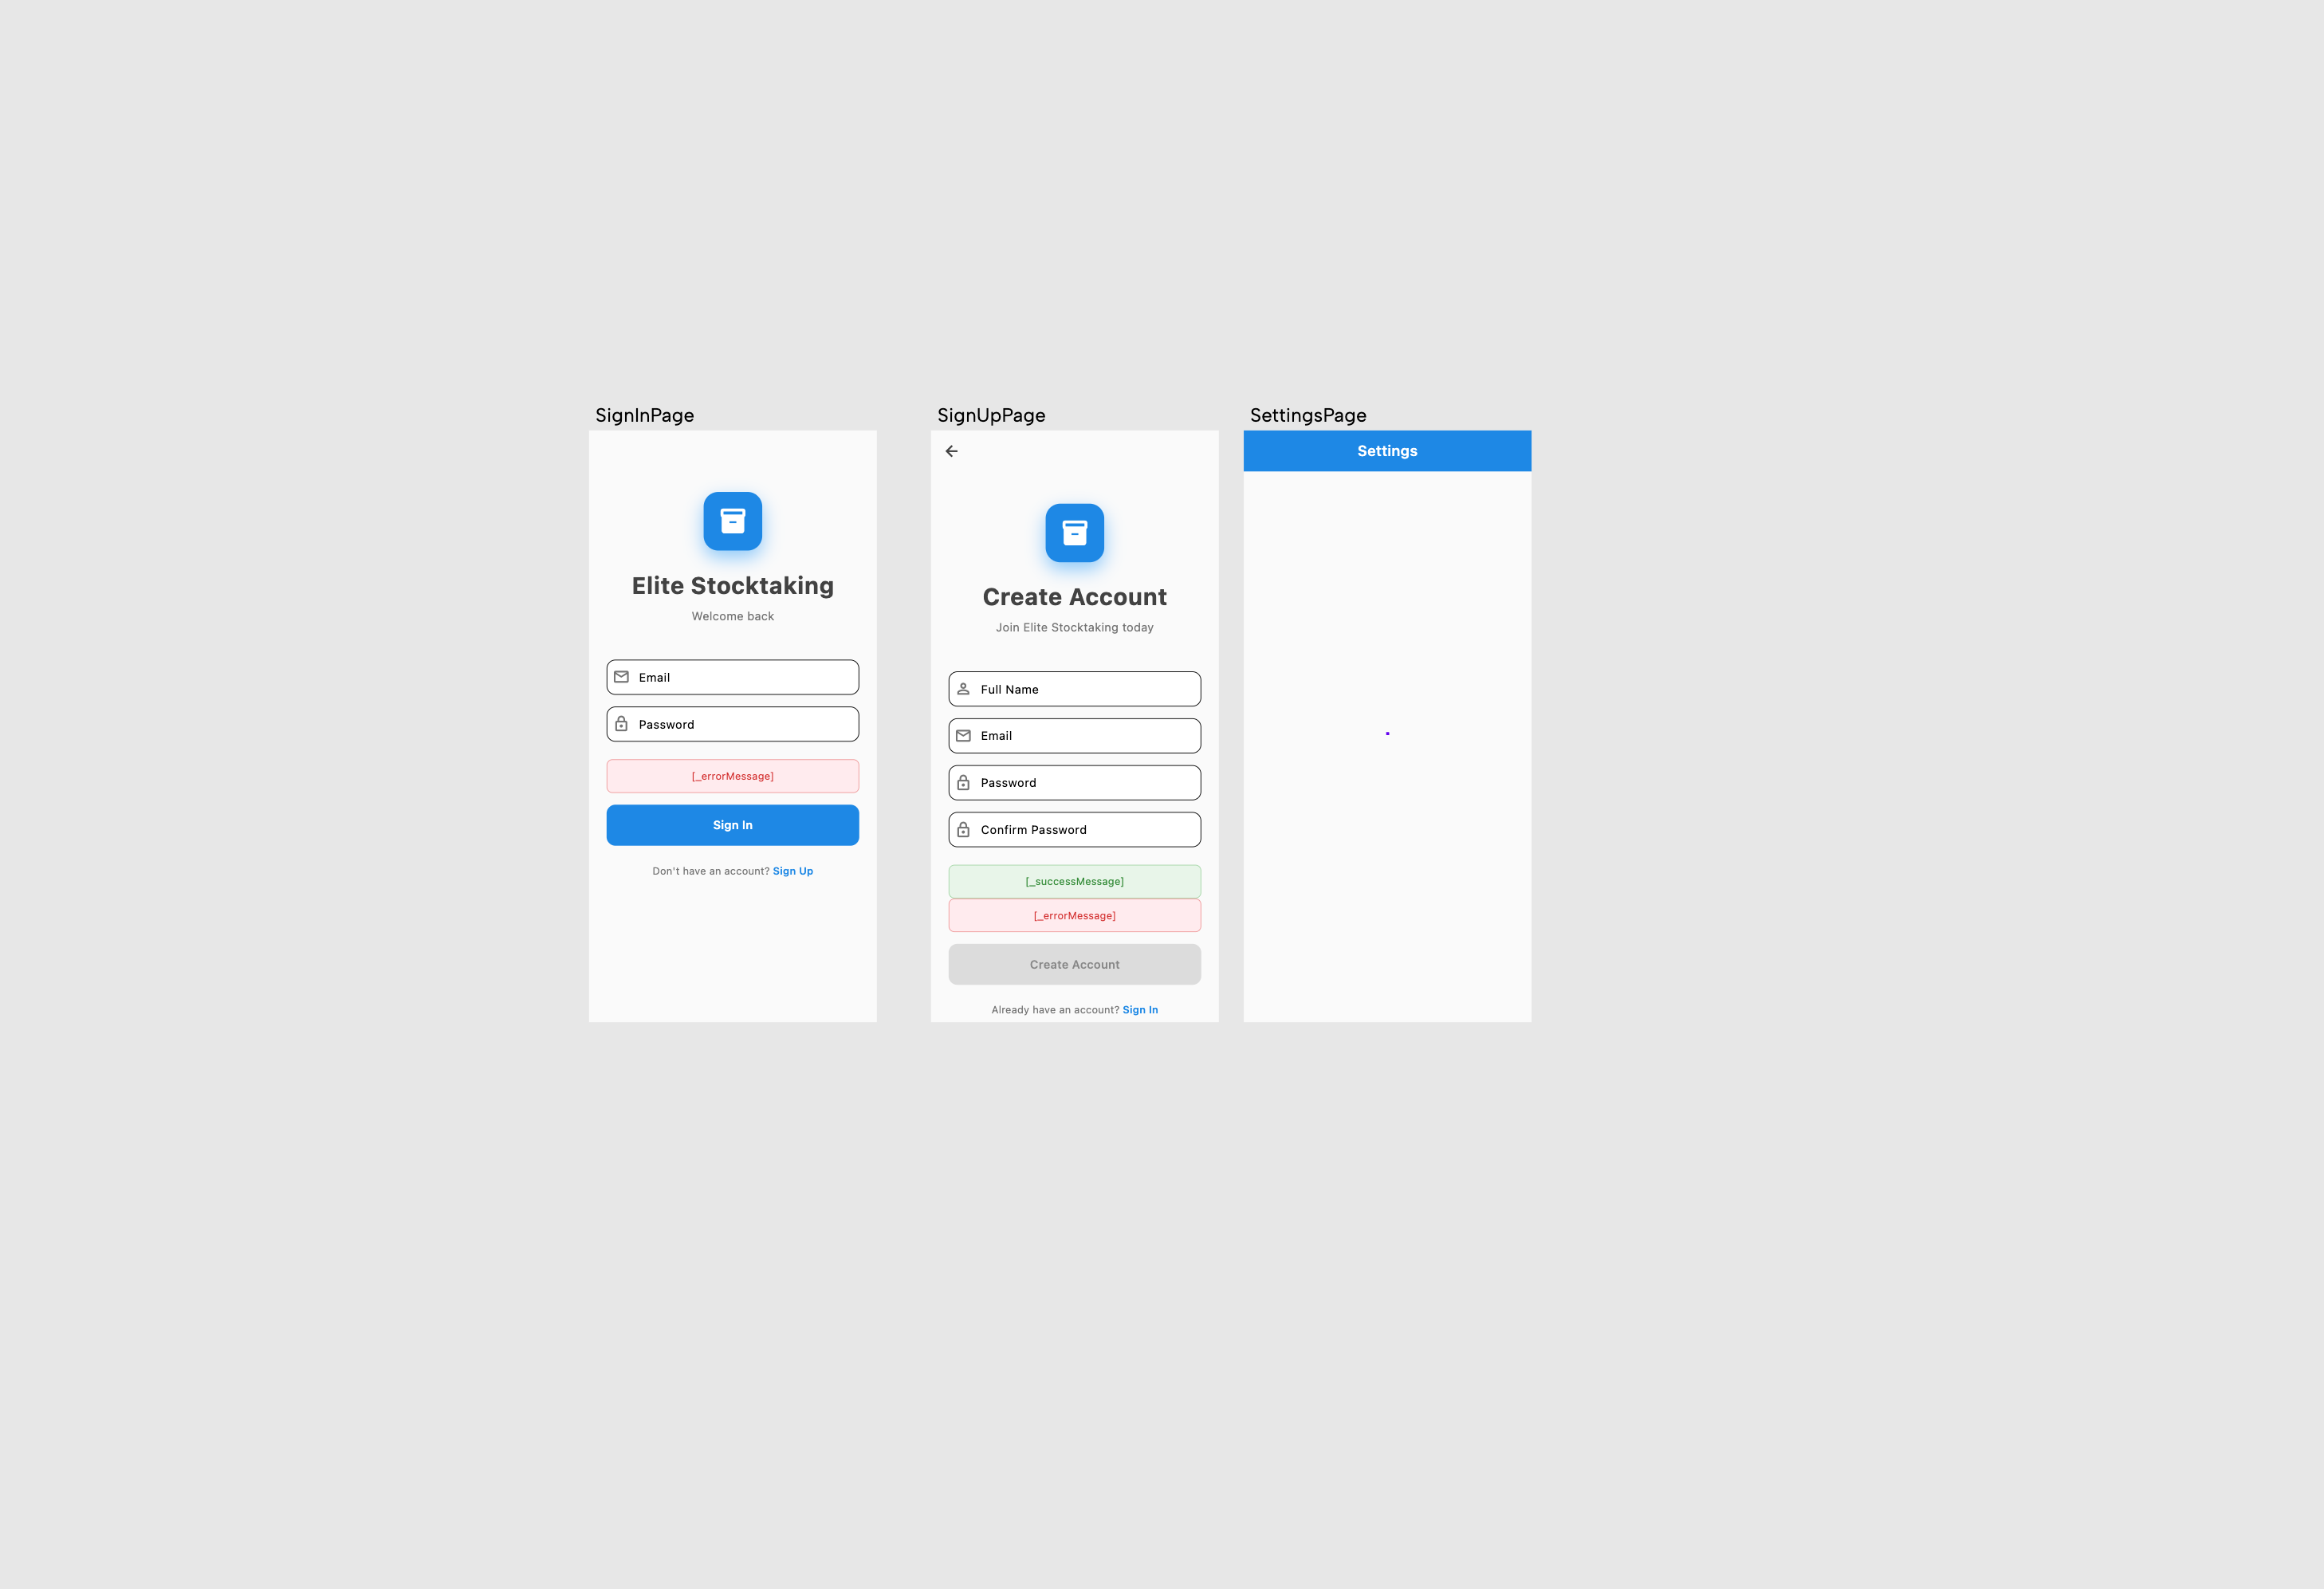 SignInPage
Elite Stocktaking
Welcome back
Email
Password
[_errorMessage]
Sign In
Don't have an account? Sign Up
SignUpPage
Create Account
Join Elite Stocktaking today
Full Name
Email
Password
Confirm Password
[_successMessage]
[_errorMessage]
Create Account
Already have an account? Sign In
SettingsPage
Settings